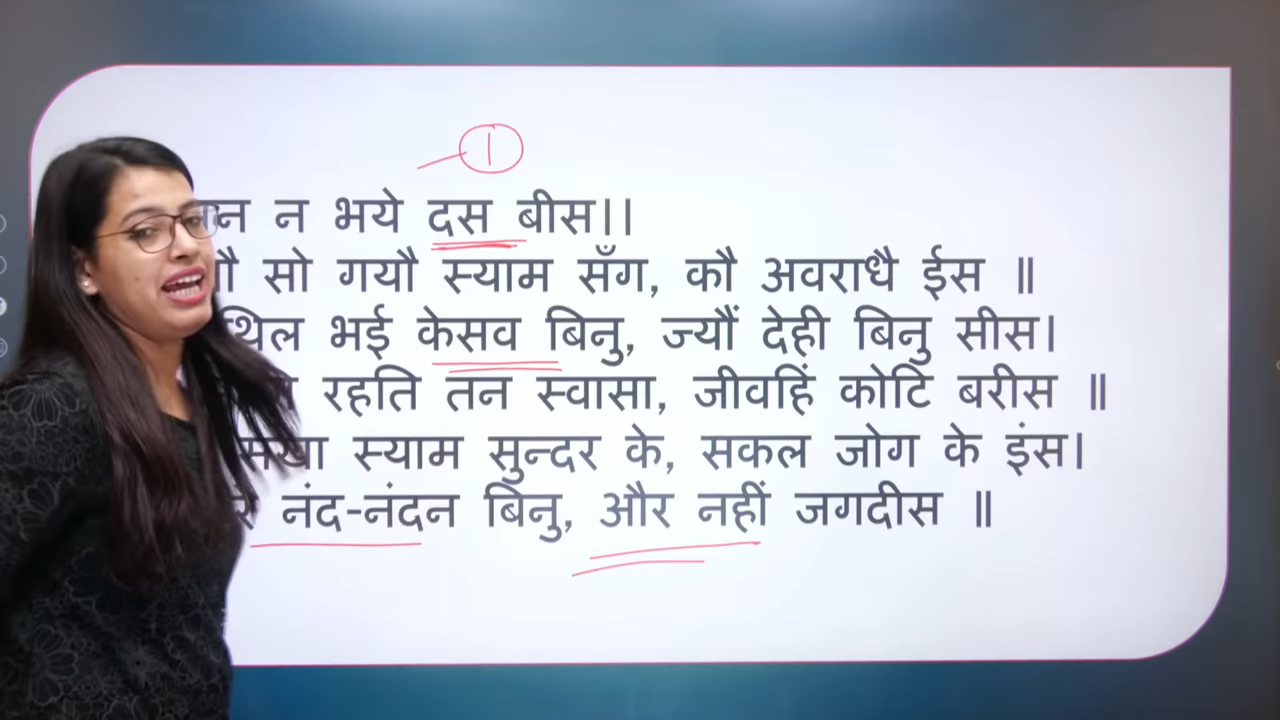 1
न भये दस बीस।।
सो गयौ स्याम सँग, कौ अवराधै ईस ॥
भई केसव बिनु, ज्यौं देही बिनु सीस।
रहति तन स्वासा, जीवहिं कोटि बरीस ॥
सखा स्याम सुन्दर के, सकल जोग के इंस।
नंद-नंदन बिनु, और नहीं जगदीस ॥